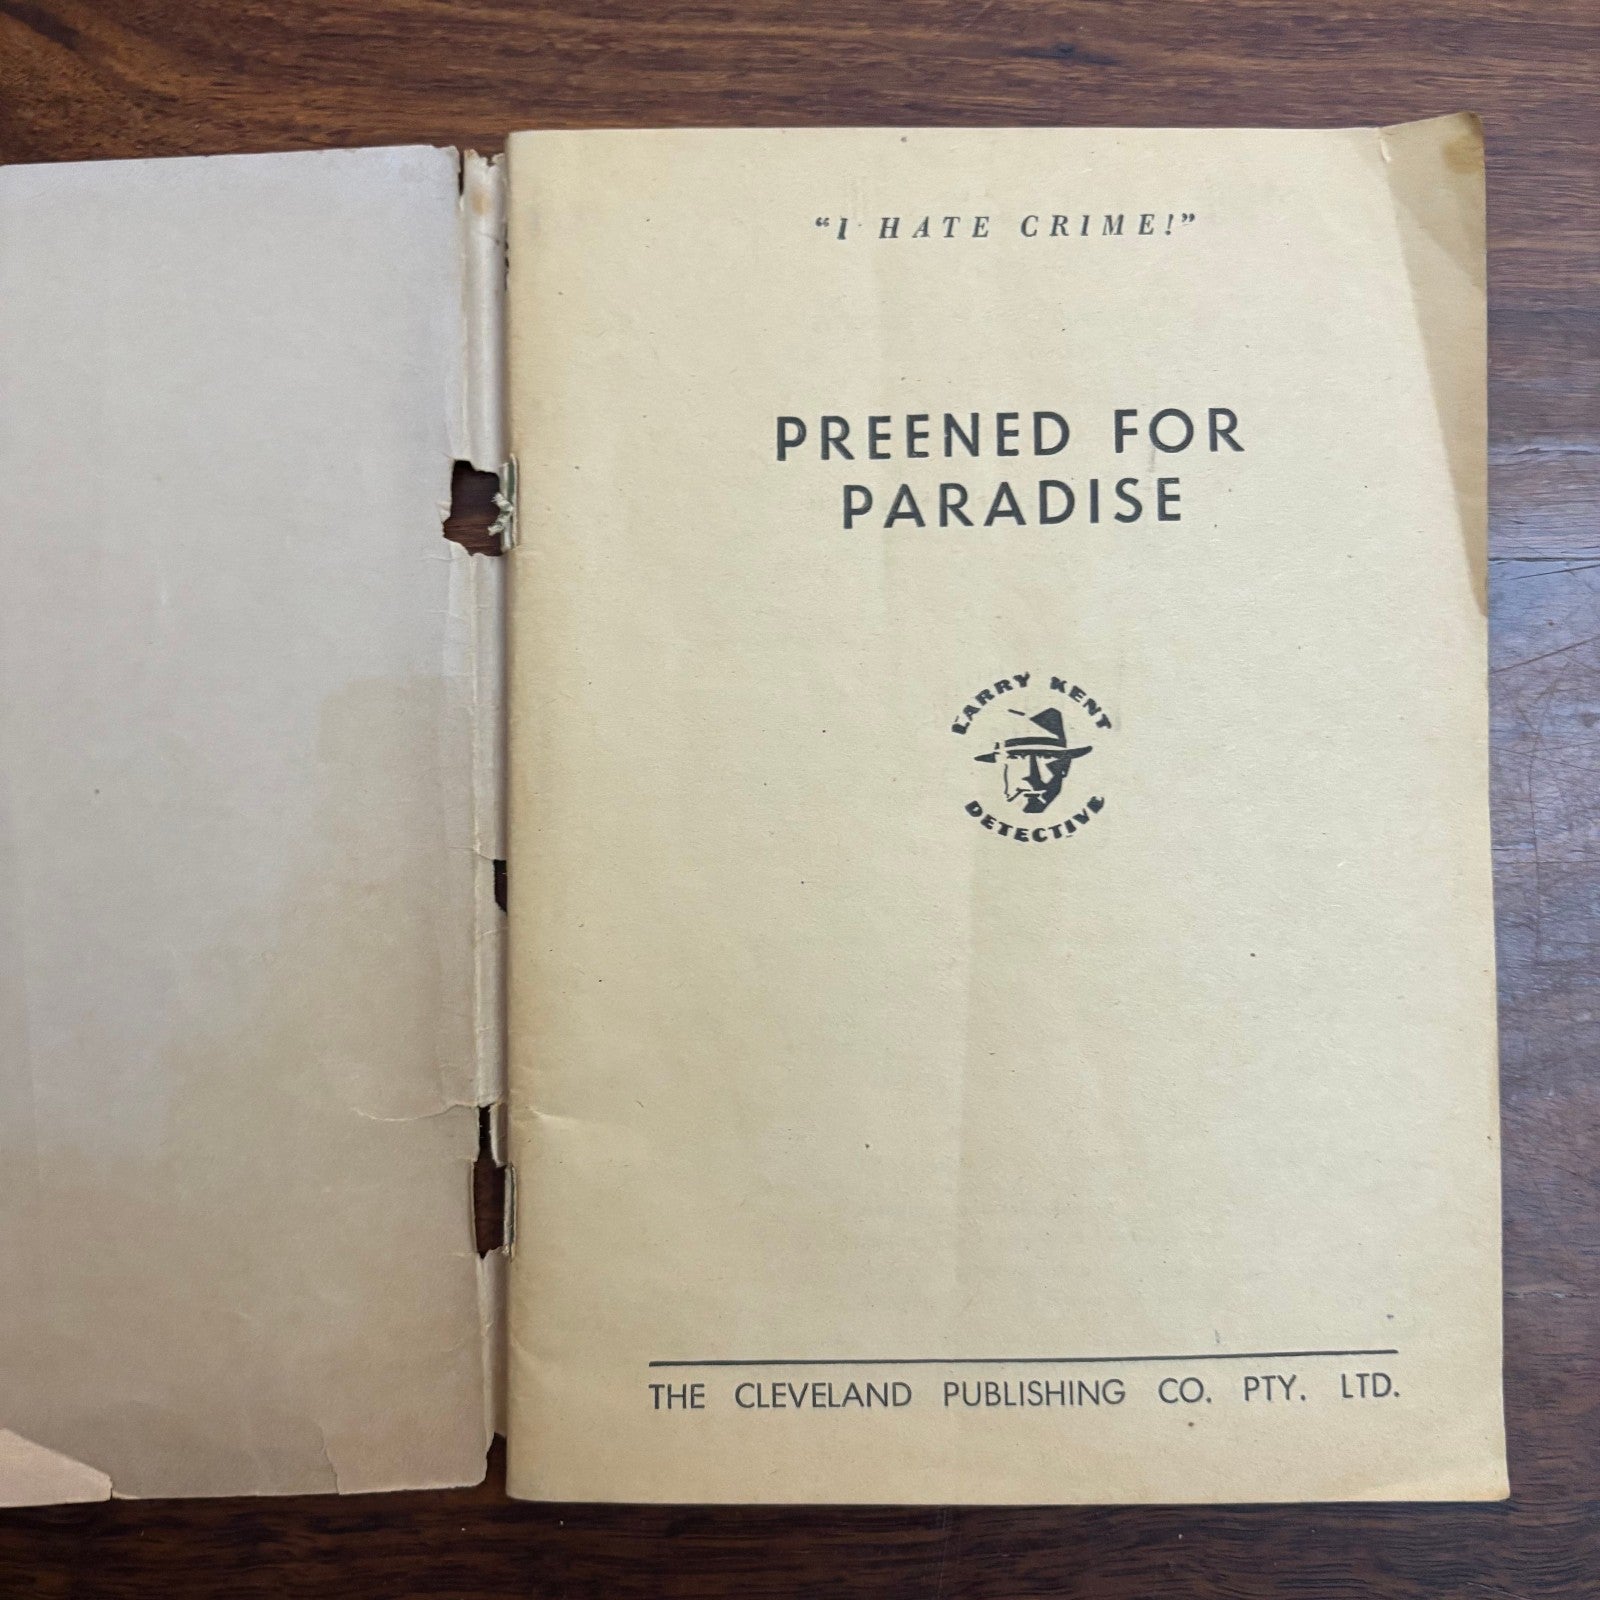 “I HATE CRIME!”
PREENED FOR
PARADISE
LARRY KENT
DETECTIVE
THE CLEVELAND PUBLISHING CO. PTY. LTD.